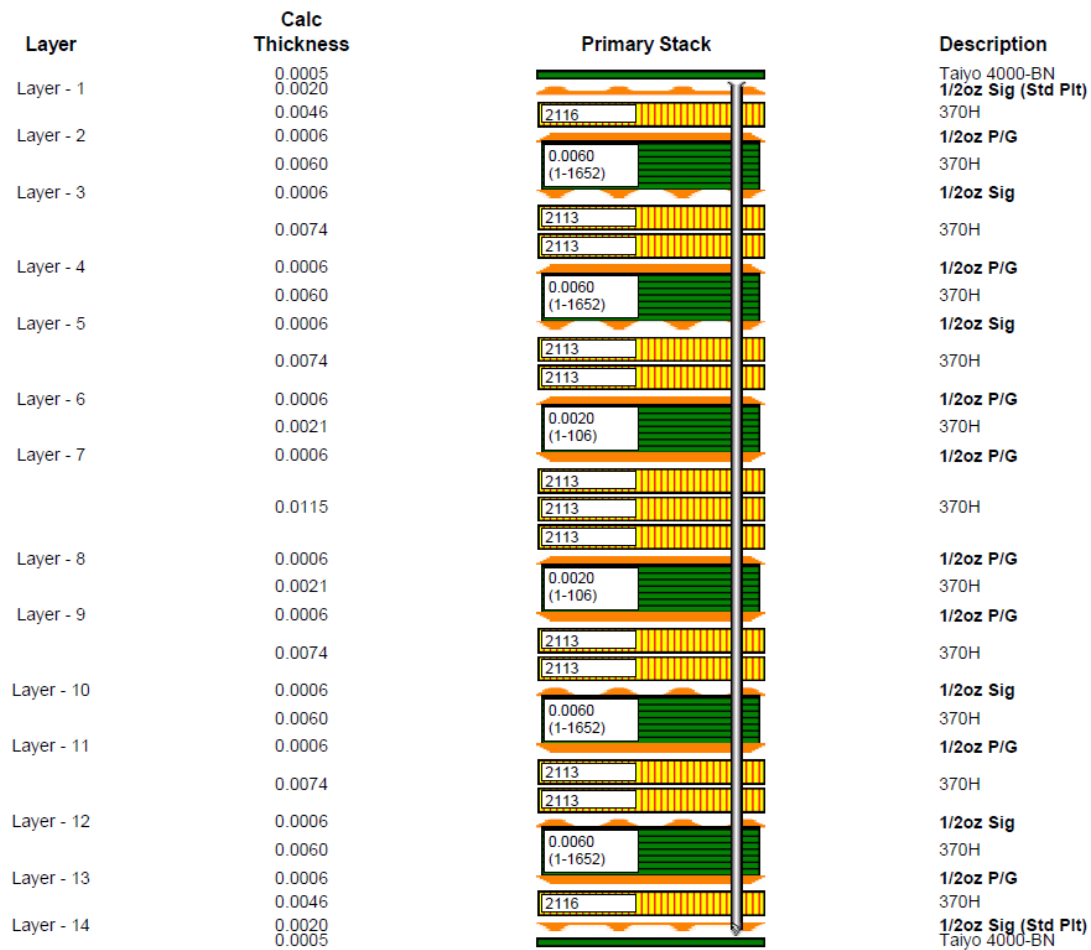 Layer Calc Thickness Primary Stack Description
0.0005 Taiyo 4000-BN
Layer - 1 0.0020 1/2oz Sig (Std Plt)
0.0046 2116 370H
Layer - 2 0.0006 1/2oz P/G
0.0060 0.0060 (1-1652) 370H
Layer - 3 0.0006 1/2oz Sig
0.0074 2113 2113 370H
Layer - 4 0.0006 1/2oz P/G
0.0060 0.0060 (1-1652) 370H
Layer - 5 0.0006 1/2oz Sig
0.0074 2113 2113 370H
Layer - 6 0.0006 1/2oz P/G
0.0021 0.0020 (1-106) 370H
Layer - 7 0.0006 1/2oz P/G
0.0115 2113 2113 2113 370H
Layer - 8 0.0006 1/2oz P/G
0.0021 0.0020 (1-106) 370H
Layer - 9 0.0006 1/2oz P/G
0.0074 2113 2113 370H
Layer - 10 0.0006 1/2oz Sig
0.0060 0.0060 (1-1652) 370H
Layer - 11 0.0006 1/2oz P/G
0.0074 2113 2113 370H
Layer - 12 0.0006 1/2oz Sig
0.0060 0.0060 (1-1652) 370H
Layer - 13 0.0006 1/2oz P/G
0.0046 2116 370H
Layer - 14 0.0020 1/2oz Sig (Std Plt)
0.0005 Taiyo 4000-BN